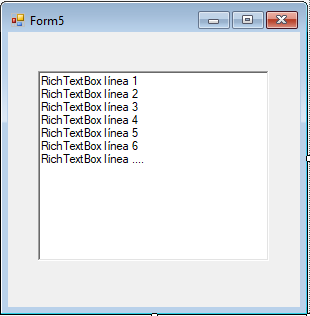 Form5
RichTextBox línea 1
RichTextBox línea 2
RichTextBox línea 3
RichTextBox línea 4
RichTextBox línea 5
RichTextBox línea 6
RichTextBox línea ....